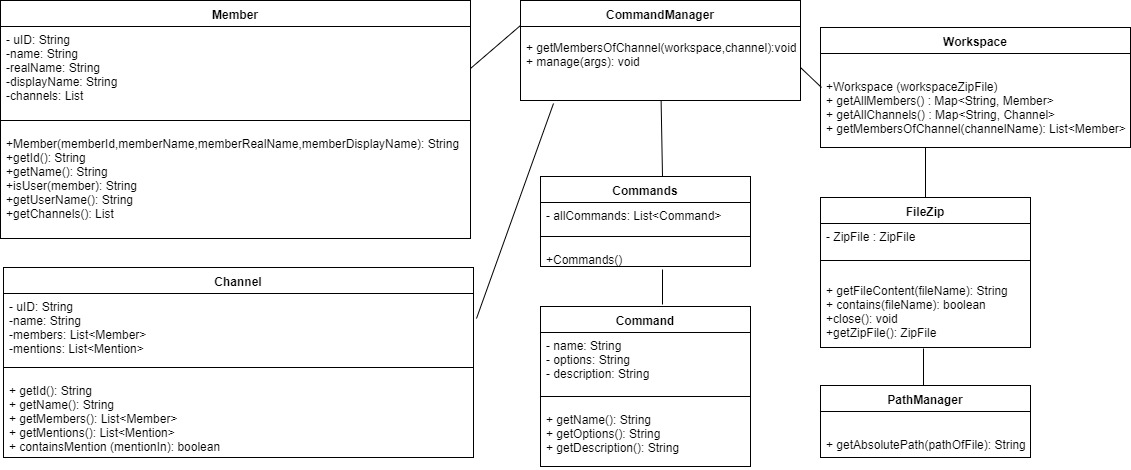 Member
- uID: String
-name: String
-realName: String
-displayName: String
-channels: List
+Member(memberId,memberName,memberRealName,memberDisplayName): String
+getId(): String
+getName(): String
+isUser(member): String
+getUserName(): String
+getChannels(): List
CommandManager
+ getMembersOfChannel(workspace,channel):void
+ manage(args): void
Workspace
+Workspace (workspaceZipFile)
+ getAllMembers() : Map<String, Member>
+ getAllChannels() : Map<String, Channel>
+ getMembersOfChannel(channelName): List<Member>
Commands
- allCommands: List<Command>
+Commands()
FileZip
- ZipFile : ZipFile
+ getFileContent(fileName): String
+ contains(fileName): boolean
+close(): void
+getZipFile(): ZipFile
Channel
- uID: String
-name: String
-members: List<Member>
-mentions: List<Mention>
+ getId(): String
+ getName(): String
+ getMembers(): List<Member>
+ getMentions(): List<Mention>
+ containsMention (mentionIn): boolean
Command
- name: String
- options: String
- description: String
+ getName(): String
+ getOptions(): String
+ getDescription(): String
PathManager
+ getAbsolutePath(pathOfFile): String